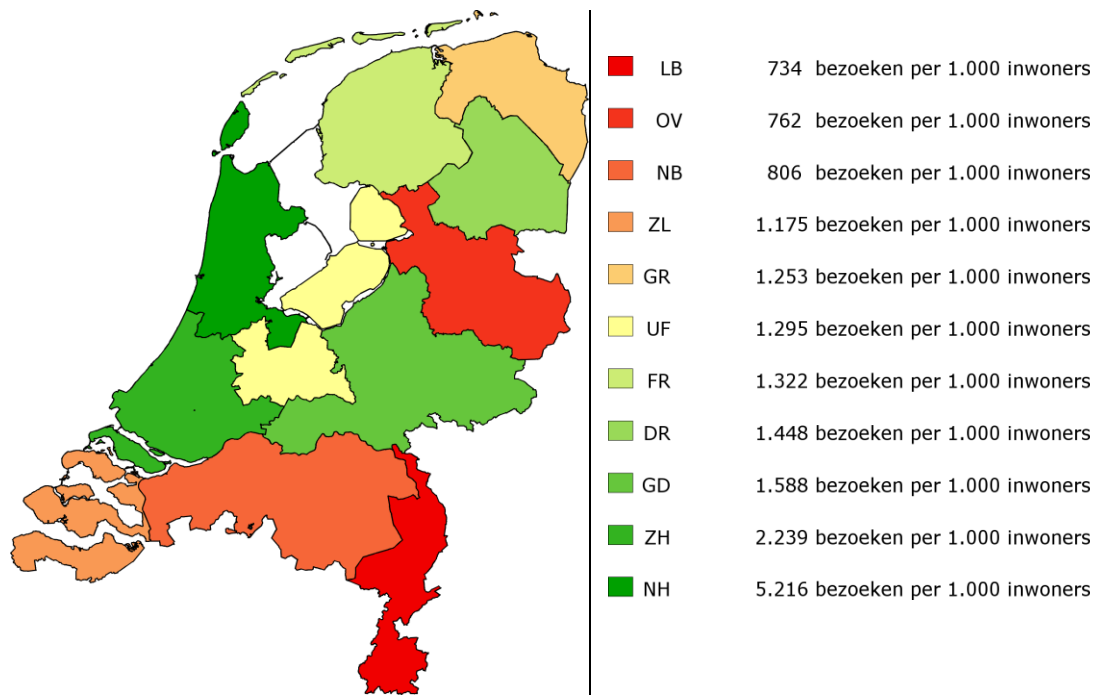 LB 734 bezoeken per 1.000 inwoners
OV 762 bezoeken per 1.000 inwoners
NB 806 bezoeken per 1.000 inwoners
ZL 1.175 bezoeken per 1.000 inwoners
GR 1.253 bezoeken per 1.000 inwoners
UF 1.295 bezoeken per 1.000 inwoners
FR 1.322 bezoeken per 1.000 inwoners
DR 1.448 bezoeken per 1.000 inwoners
GD 1.588 bezoeken per 1.000 inwoners
ZH 2.239 bezoeken per 1.000 inwoners
NH 5.216 bezoeken per 1.000 inwoners